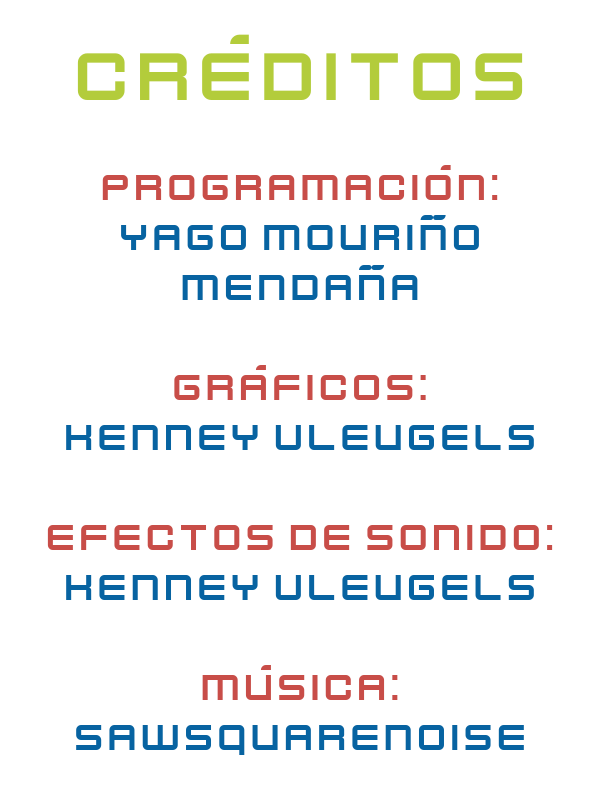 CRÉDITOS
PROGRAMACIÓN:
YAGO MOURIÑO
MENDAÑA
GRÁFICOS:
KENNEY VLEUGELS
EFECTOS DE SONIDO:
KENNEY VLEUGELS
MÚSICA:
SAWSQUARENOISE